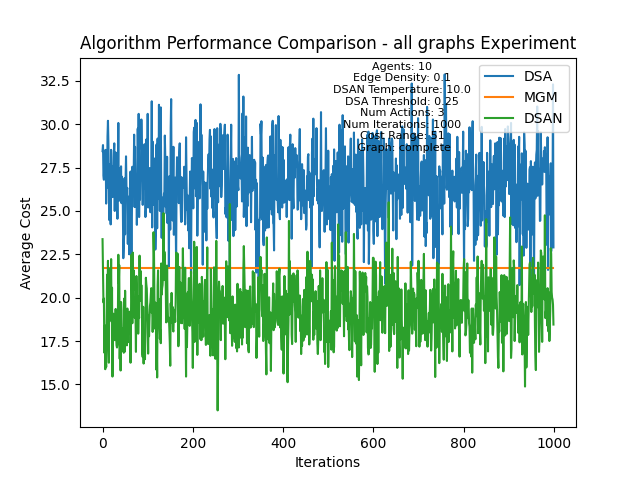 Algorithm Performance Comparison - all graphs Experiment
Agents: 10
Edge Density: 0.1
DSAN Temperature: 10.0
DSA Threshold: 0.25
Num Actions: 3
Num Iterations: 1000
Cost Range: 51
Graph: complete
DSA
MGM
DSAN
Average Cost
32.5
30.0
27.5
25.0
22.5
20.0
17.5
15.0
0
200
400
600
800
1000
Iterations